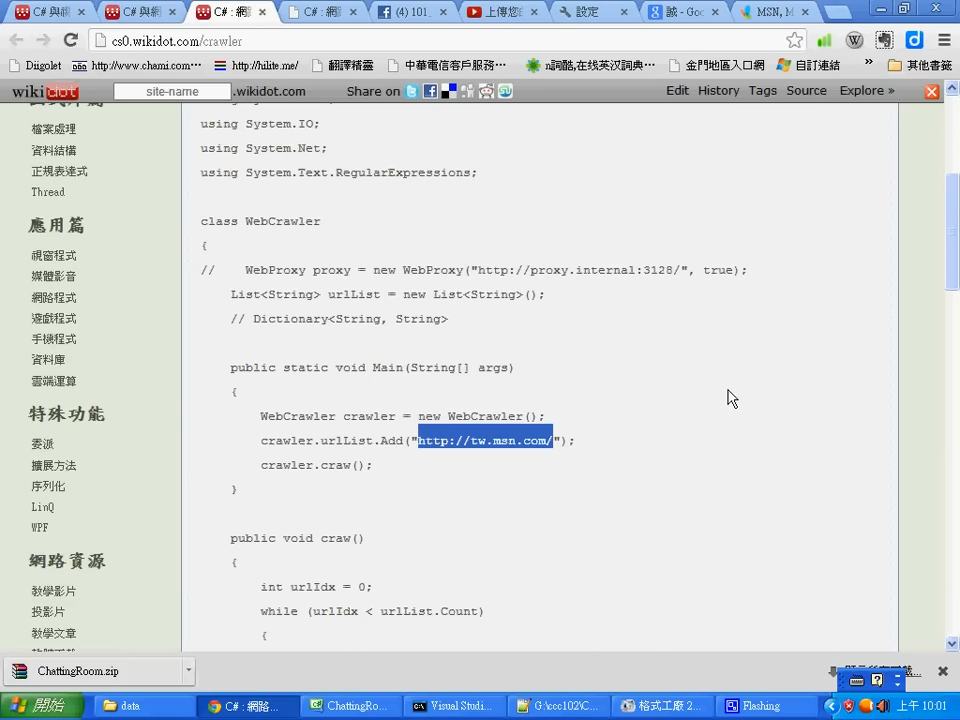 C# 與
C# 與網
C# : 網
C# : 網
(4) 101_
上傳您
設定
誠 - Goo
MSN, M
cs0.wikidot.com/crawler
Diigolet
http://www.chami.com…
http://hilite.me/
翻譯精靈
中華電信客戶服務…
n詞酷,在线英汉词典…
金門地區入口網
自訂連結
»
其他書籤
wikidot
site-name
.wikidot.com
Share on
Edit
History
Tags
Source
Explore »
檔案處理
資料結構
正規表達式
Thread
應用篇
視窗程式
媒體影音
網路程式
遊戲程式
手機程式
資料庫
雲端運算
特殊功能
委派
擴展方法
序列化
LinQ
WPF
網路資源
教學影片
投影片
教學文章
using System.IO;
using System.Net;
using System.Text.RegularExpressions;
class WebCrawler
{
// WebProxy proxy = new WebProxy("http://proxy.internal:3128/", true);
List<String> urlList = new List<String>();
// Dictionary<String, String>
public static void Main(String[] args)
{
WebCrawler crawler = new WebCrawler();
crawler.urlList.Add("http://tw.msn.com/");
crawler.craw();
}
public void craw()
{
int urlIdx = 0;
while (urlIdx < urlList.Count)
{
ChattingRoom.zip
開始
data
C# : 網路...
ChattingRo...
Visual Studi...
G:\ccc102\C...
格式工廠 2...
Flashing
上午 10:01